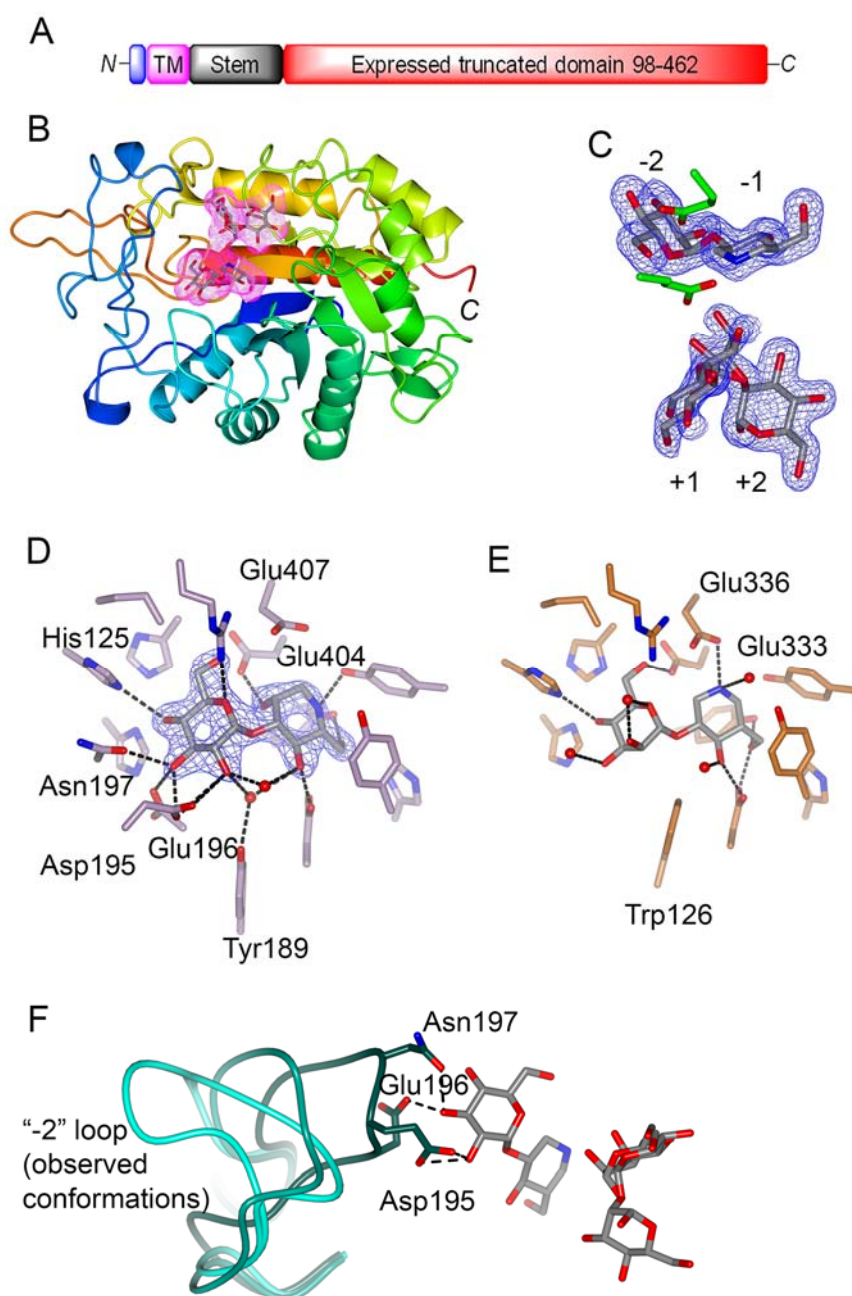 A
N TM Stem Expressed truncated domain 98-462 C
B
C
C
-2
-1
+1 +2
D
Glu407
His125
Glu404
Asn197
Glu196
Asp195
Tyr189
E
Glu336
Glu333
Trp126
F
Asn197
Glu196
"-2" loop
(observed
conformations)
Asp195